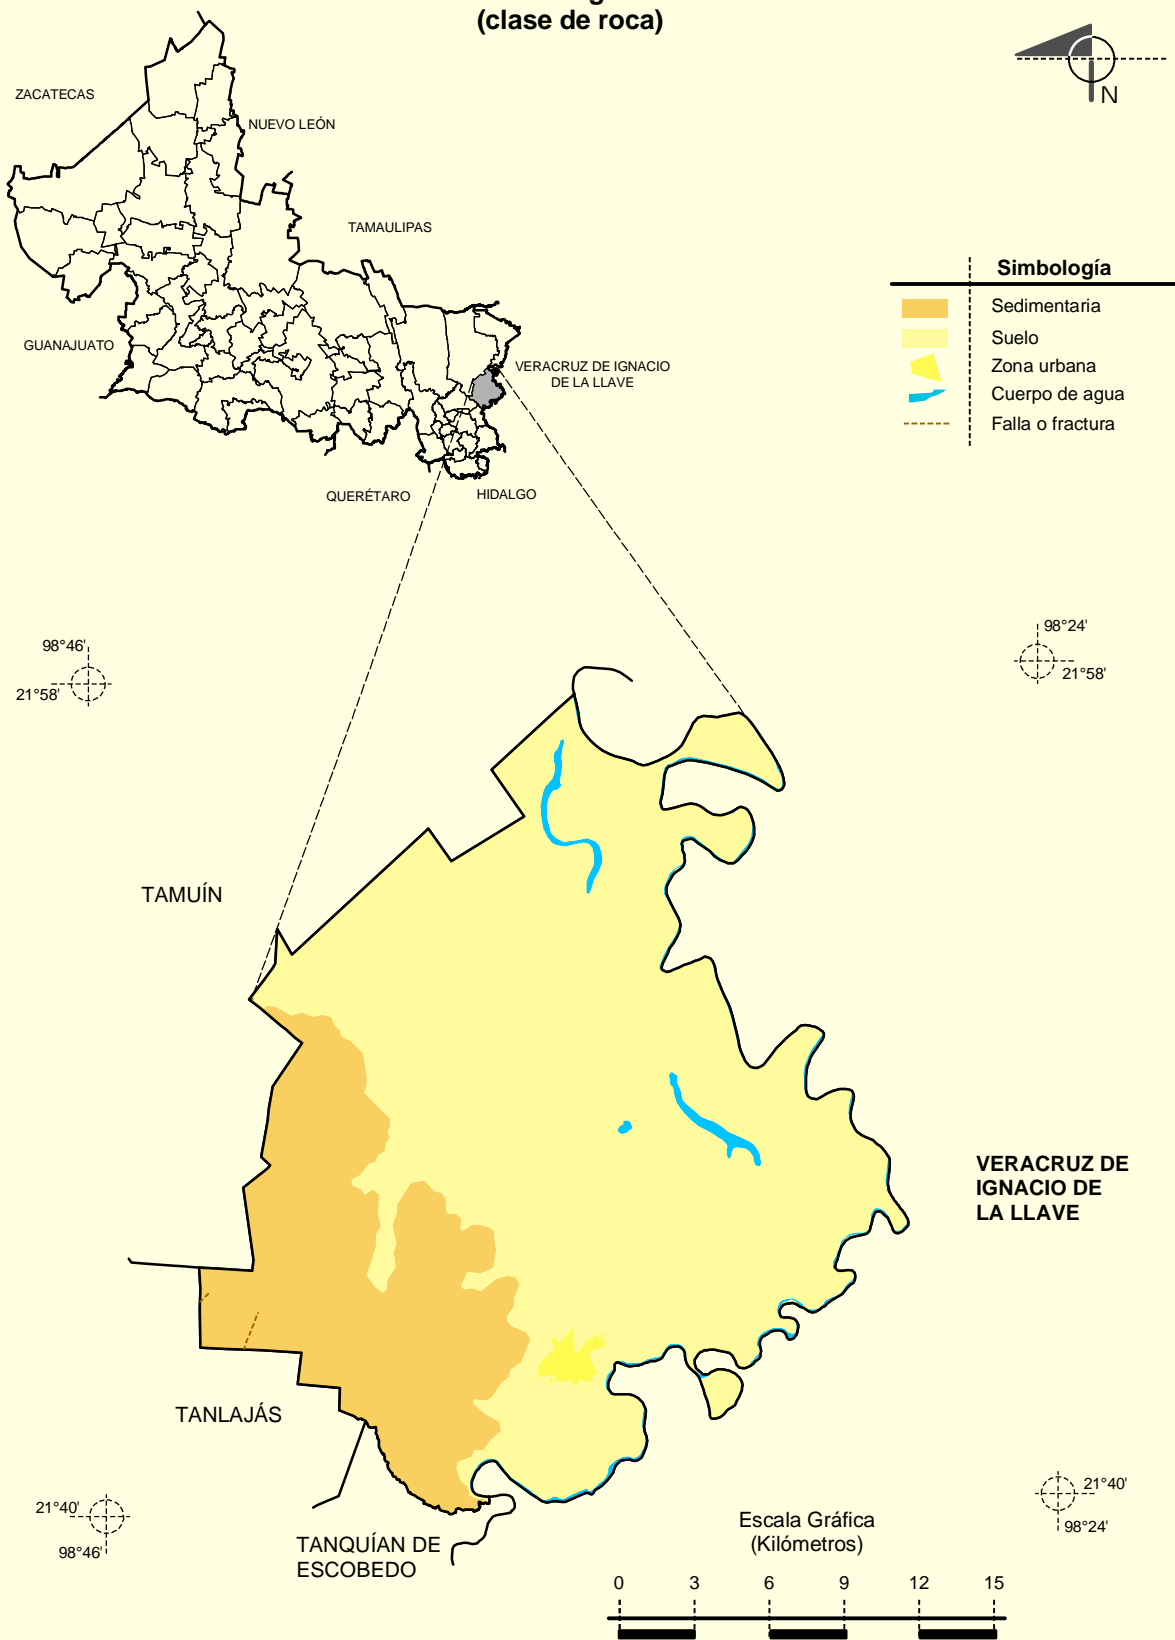 (clase de roca)
N
ZACATECAS
NUEVO LEÓN
TAMAULIPAS
GUANAJUATO
VERACRUZ DE IGNACIO
DE LA LLAVE
QUERÉTARO
HIDALGO
Simbología
Sedimentaria
Suelo
Zona urbana
Cuerpo de agua
Falla o fractura
98°46'
21°58'
98°24'
21°58'
TAMUÍN
VERACRUZ DE
IGNACIO DE
LA LLAVE
TANLAJÁS
21°40'
98°46'
21°40'
98°24'
TANQUÍAN DE
ESCOBEDO
Escala Gráfica
(Kilómetros)
0 3 6 9 12 15